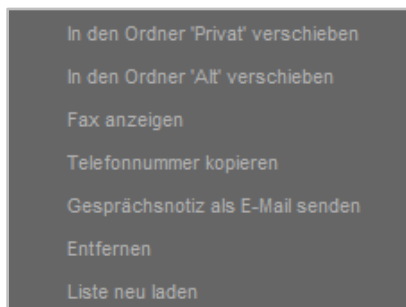 In den Ordner 'Privat' verschieben
In den Ordner 'Alt' verschieben
Fax anzeigen
Telefonnummer kopieren
Gesprächsnotiz als E-Mail senden
Entfernen
Liste neu laden